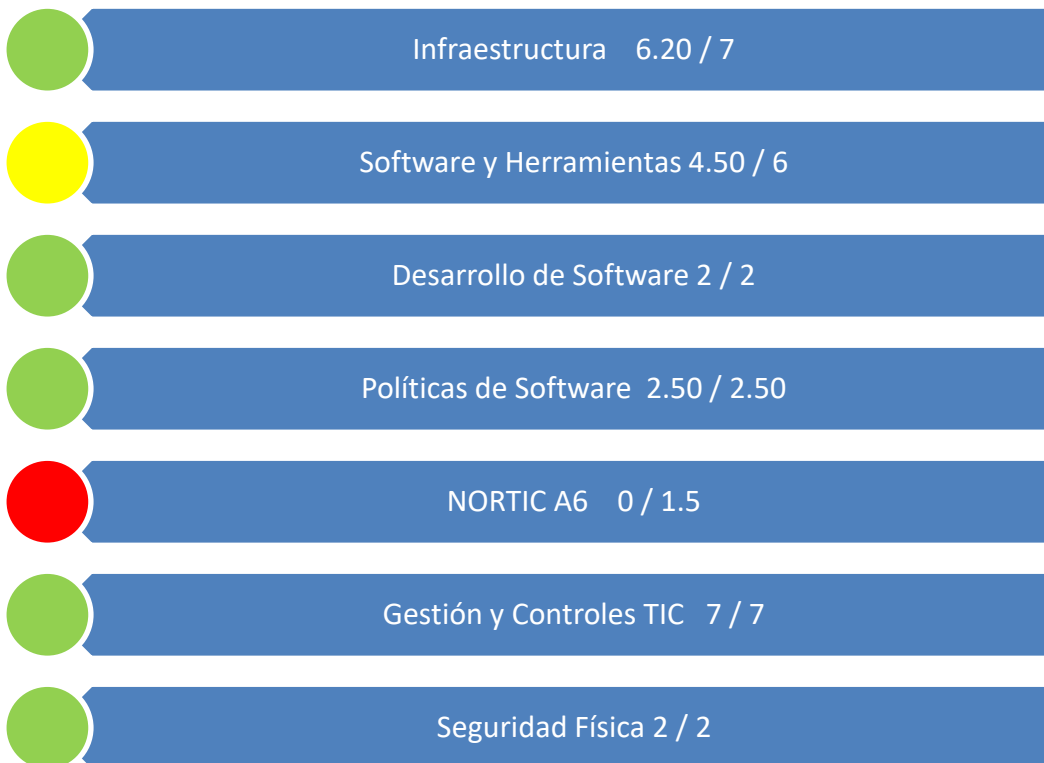 Infraestructura 6.20 / 7
Software y Herramientas 4.50 / 6
Desarrollo de Software 2 / 2
Políticas de Software 2.50 / 2.50
NORTIC A6 0 / 1.5
Gestión y Controles TIC 7 / 7
Seguridad Física 2 / 2